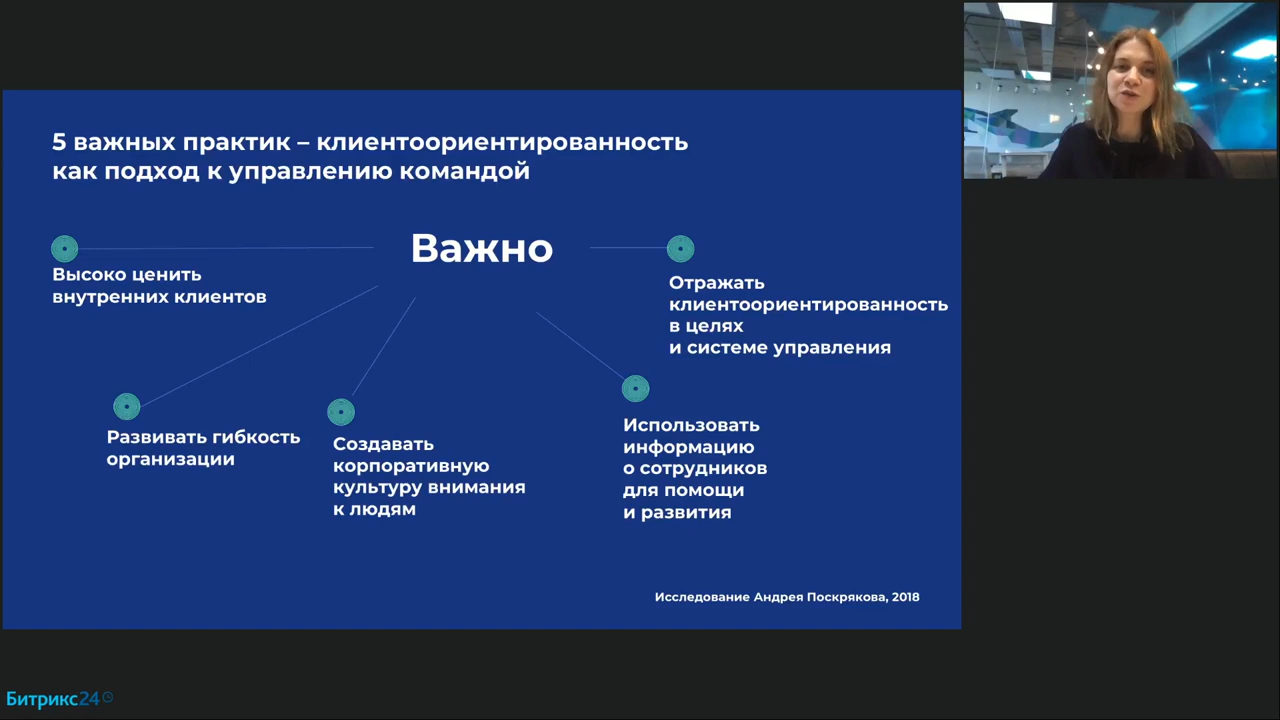 5 важных практик – клиентоориентированность
как подход к управлению командой
Важно
Высоко ценить
внутренних клиентов
Развивать гибкость
организации
Создавать
корпоративную
культуру внимания
к людям
Использовать
информацию
о сотрудников
для помощи
и развития
Отражать
клиентоориентированность
в целях
и системе управления
Исследование Андрея Поскрякова, 2018
Битрикс24